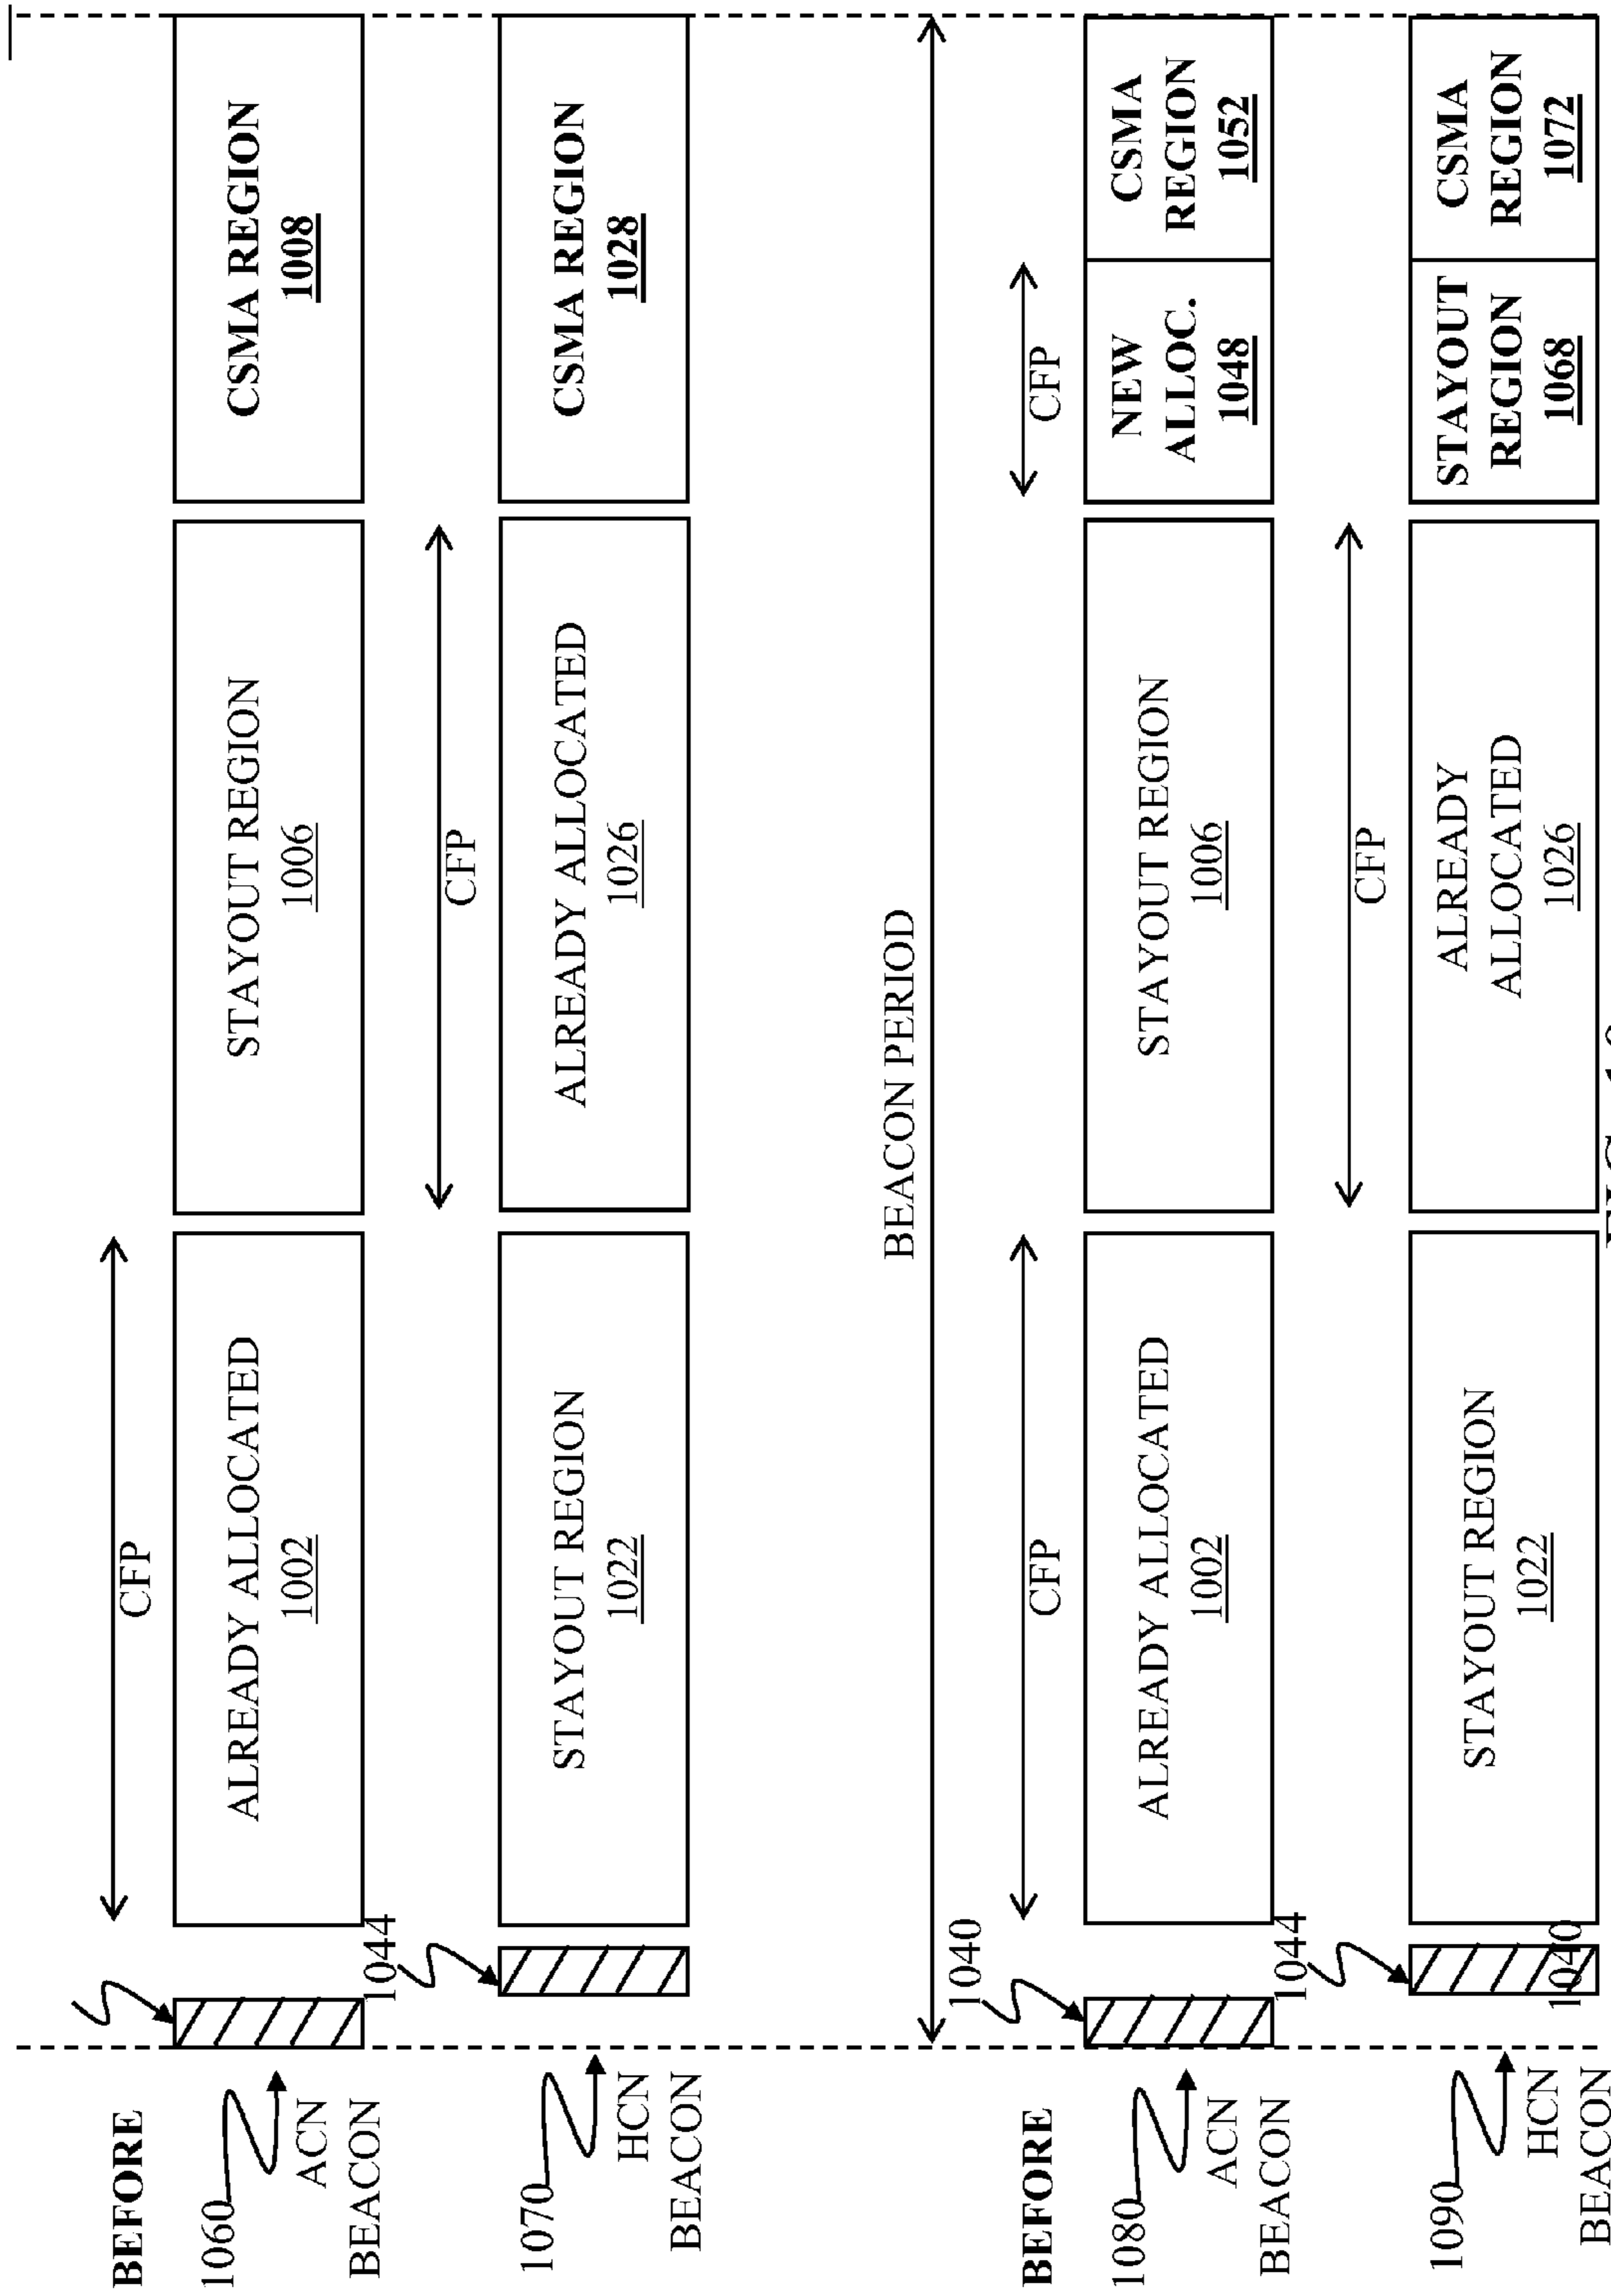 BEFORE
CFP
1060
ACN
BEACON
ALREADY ALLOCATED
1002
STAYOUT REGION
1006
CSMA REGION
1008
1044
CFP
1070
HCN
BEACON
STAYOUT REGION
1022
ALREADY ALLOCATED
1026
CSMA REGION
1028
BEACON PERIOD
1040
BEFORE
CFP
CFP
1080
ACN
BEACON
ALREADY ALLOCATED
1002
STAYOUT REGION
1006
NEW
ALLOC.
1048
CSMA
REGION
1052
1044
CFP
1090
HCN
BEACON
STAYOUT REGION
1022
ALREADY
ALLOCATED
1026
STAYOUT
REGION
1068
CSMA
REGION
1072
1040